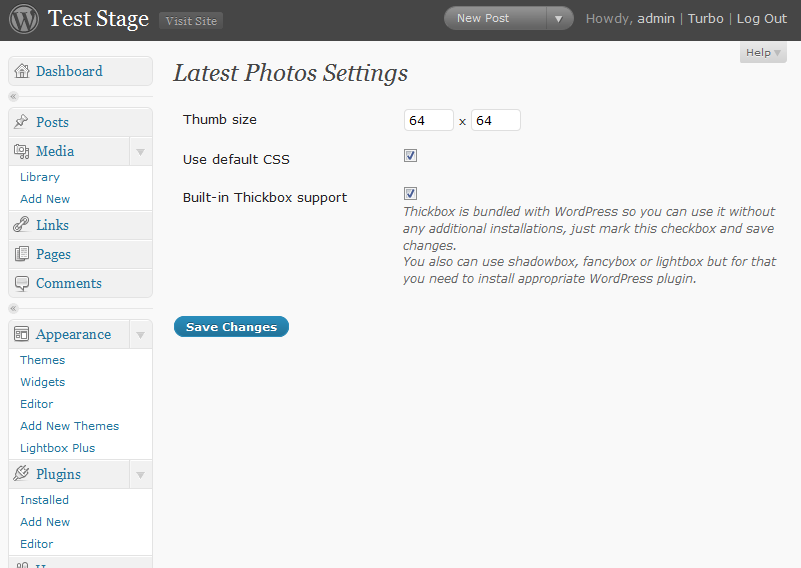 Test Stage Visit Site New Post Howdy, admin | Turbo | Log Out
Help
Dashboard
Posts
Media
Library
Add New
Links
Pages
Comments
Appearance
Themes
Widgets
Editor
Add New Themes
Lightbox Plus
Plugins
Installed
Add New
Editor
Latest Photos Settings
Thumb size 64 x 64
Use default CSS
Built-in Thickbox support
Thickbox is bundled with WordPress so you can use it without
any additional installations, just mark this checkbox and save
changes.
You also can use shadowbox, fancybox or lightbox but for that
you need to install appropriate WordPress plugin.
Save Changes